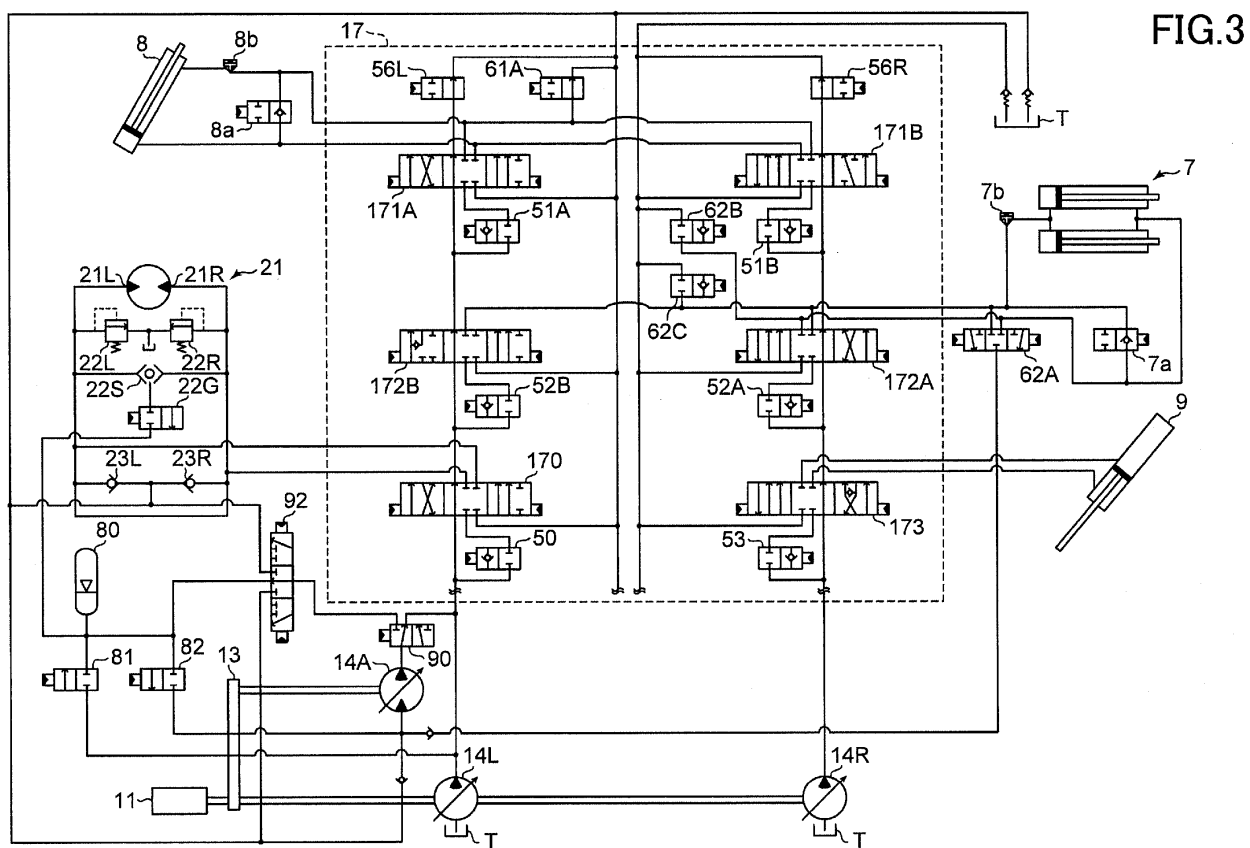 FIG.3
17
8
8b
8a
56L
61A
56R
T
171A
171B
51A
62B
51B
62C
7b
7
21L
21R
21
22L
22R
22S
22G
172B
172A
62A
7a
52B
52A
9
23L
23R
170
173
92
50
53
80
81
82
13
14A
90
14L
14R
11
T
T